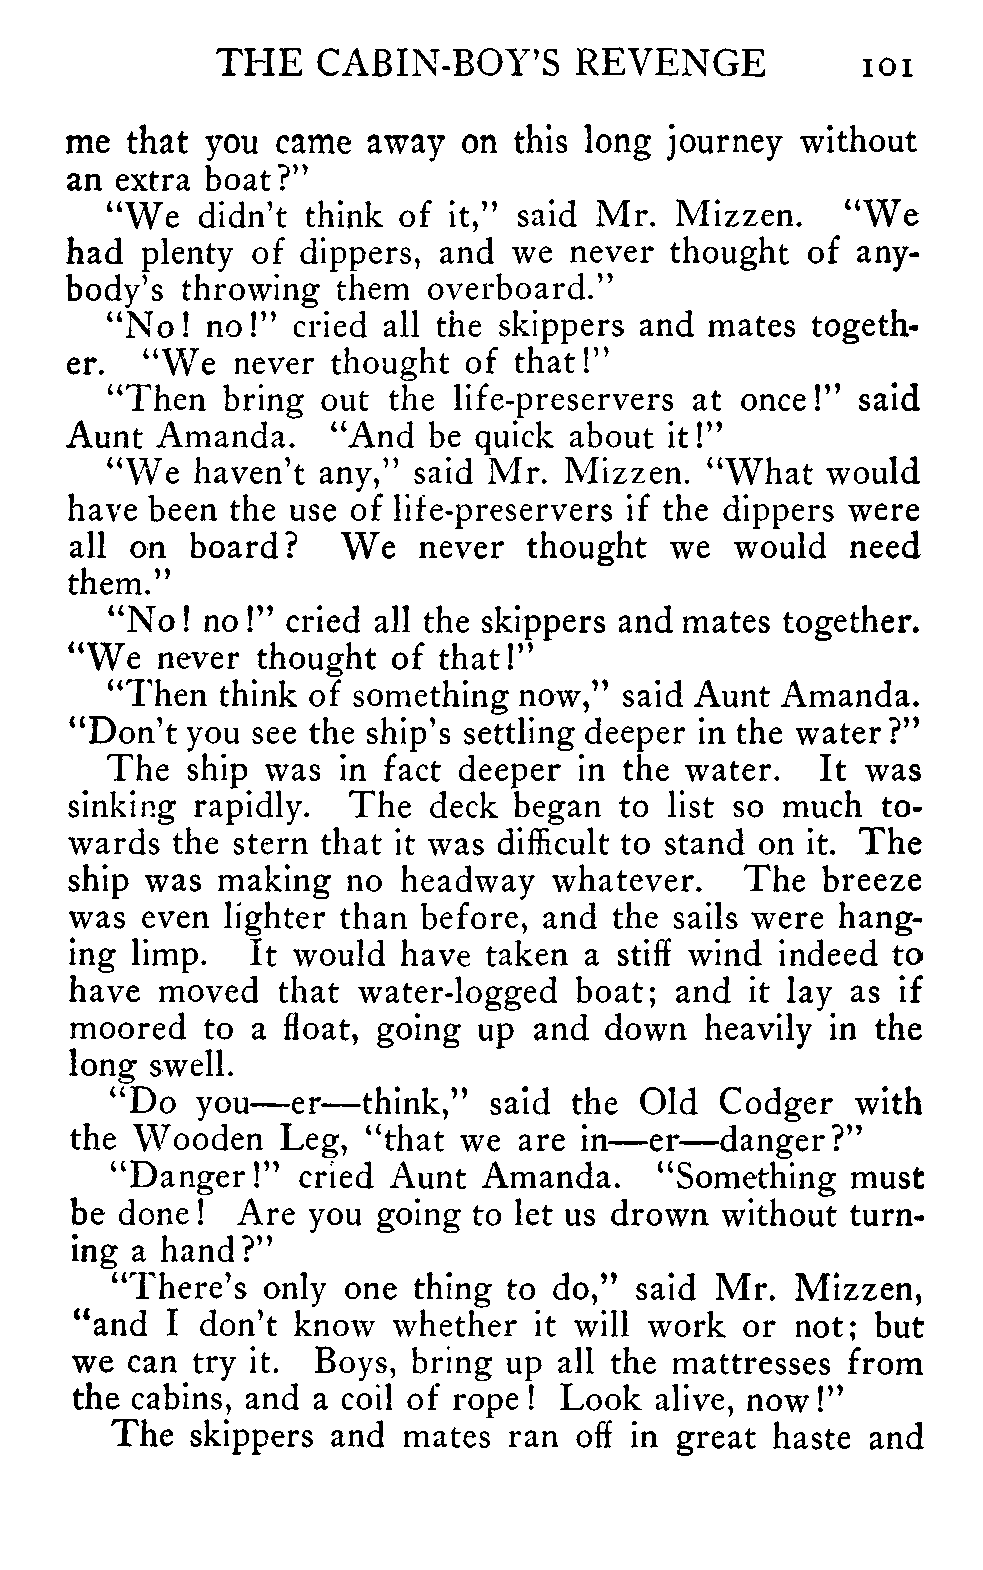 THE CABIN-BOY'S REVENGE 101
me that you came away on this long journey without
an extra boat?"
"We didn't think of it," said Mr. Mizzen. "We
had plenty of dippers, and we never thought of any-
body's throwing them overboard."
"No! no!" cried all the skippers and mates togeth-
er. "We never thought of that!"
"Then bring out the life-preservers at once!" said
Aunt Amanda. "And be quick about it!"
"We haven't any," said Mr. Mizzen. "What would
have been the use of life-preservers if the dippers were
all on board? We never thought we would need
them."
"No! no!" cried all the skippers and mates together.
"We never thought of that!"
"Then think of something now," said Aunt Amanda.
"Don't you see the ship's settling deeper in the water?"
The ship was in fact deeper in the water. It was
sinking rapidly. The deck began to list so much to-
wards the stern that it was difficult to stand on it. The
ship was making no headway whatever. The breeze
was even lighter than before, and the sails were hang-
ing limp. It would have taken a stiff wind indeed to
have moved that water-logged boat; and it lay as if
moored to a float, going up and down heavily in the
long swell.
"Do you—er—think," said the Old Codger with
the Wooden Leg, "that we are in—er—danger?"
"Danger!" cried Aunt Amanda. "Something must
be done! Are you going to let us drown without turn-
ing a hand?"
"There's only one thing to do," said Mr. Mizzen,
"and I don't know whether it will work or not; but
we can try it. Boys, bring up all the mattresses from
the cabins, and a coil of rope! Look alive, now!"
The skippers and mates ran off in great haste and